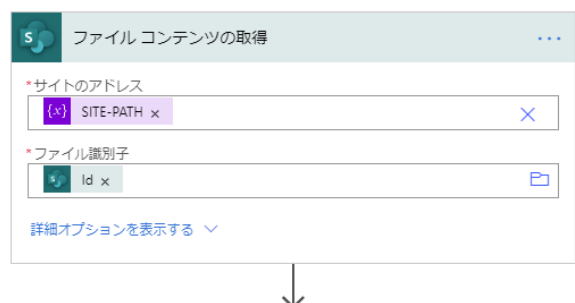 S
ファイル コンテンツの取得
*サイトのアドレス
{x} SITE-PATH ×
*ファイル識別子
S Id ×
詳細オプションを表示する